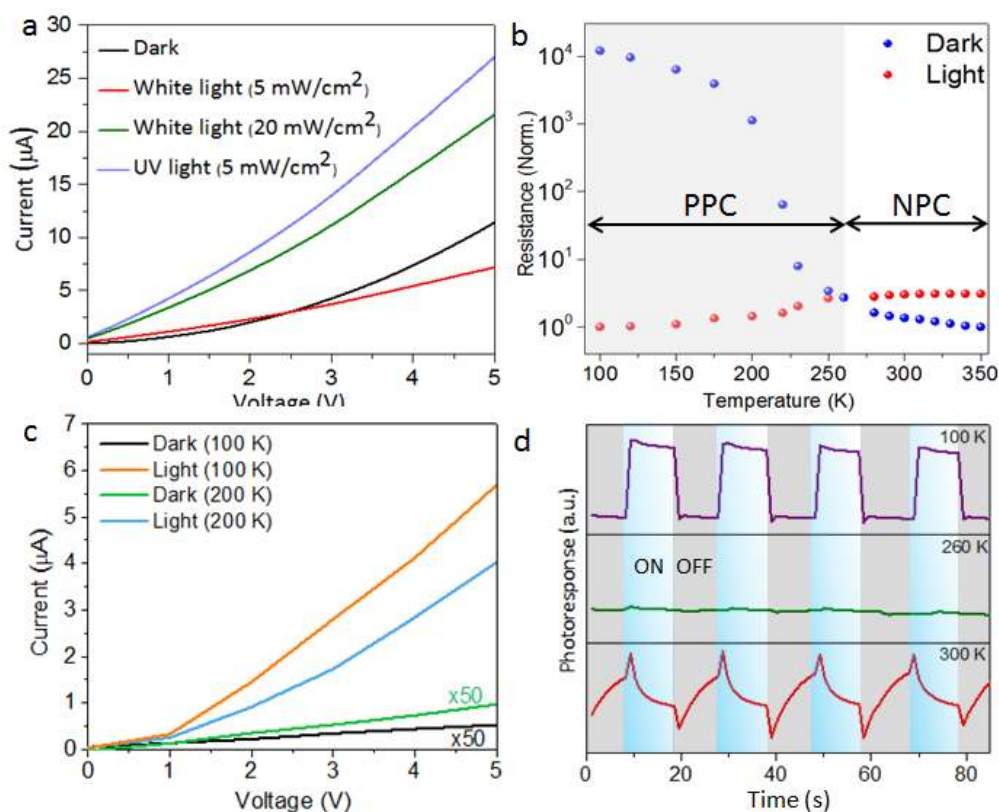 a
30
25
20
15
10
5
0
Current (μA)
Dark
White light (5 mW/cm²)
White light (20 mW/cm²)
UV light (5 mW/cm²)
0 1 2 3 4 5
Voltage (V)
b
10⁴
10³
10²
10¹
10⁰
Resistance (Norm.)
Dark
Light
PPC
NPC
100 150 200 250 300 350
Temperature (K)
c
7
6
5
4
3
2
1
0
Current (μA)
Dark (100 K)
Light (100 K)
Dark (200 K)
Light (200 K)
x50
x50
0 1 2 3 4 5
Voltage (V)
d
Photoresponse (a.u.)
100 K
260 K
ON OFF
300 K
0 20 40 60 80
Time (s)